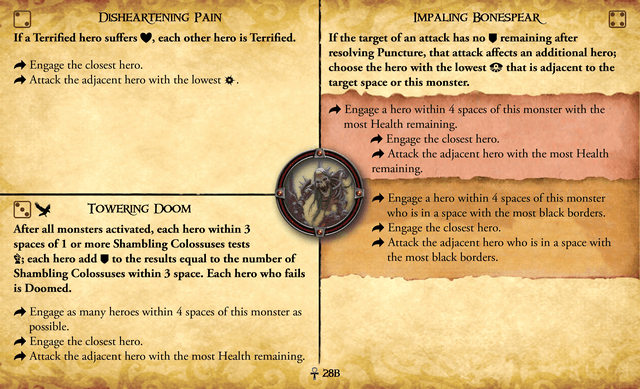 Disheartening Pain
If a Terrified hero suffers , each other hero is Terrified.
Engage the closest hero.
Attack the adjacent hero with the lowest .
Towering Doom
After all monsters activated, each hero within 3
spaces of 1 or more Shambling Colossuses tests
; each hero add to the results equal to the number of
Shambling Colossuses within 3 space. Each hero who fails
is Doomed.
Engage as many heroes within 4 spaces of this monster as
possible.
Engage the closest hero.
Attack the adjacent hero with the most Health remaining.
Impaling Bonespear
If the target of an attack has no remaining after
resolving Puncture, that attack affects an additional hero;
choose the hero with the lowest that is adjacent to the
target space or this monster.
Engage a hero within 4 spaces of this monster with the
most Health remaining.
Engage the closest hero.
Attack the adjacent hero with the most Health
remaining.
Engage a hero within 4 spaces of this monster
who is in a space with the most black borders.
Engage the closest hero.
Attack the adjacent hero who is in a space with
the most black borders.
28B